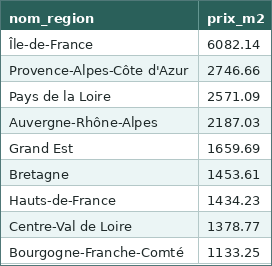 nom_region prix_m2
Île-de-France 6082.14
Provence-Alpes-Côte d'Azur 2746.66
Pays de la Loire 2571.09
Auvergne-Rhône-Alpes 2187.03
Grand Est 1659.69
Bretagne 1453.61
Hauts-de-France 1434.23
Centre-Val de Loire 1378.77
Bourgogne-Franche-Comté 1133.25